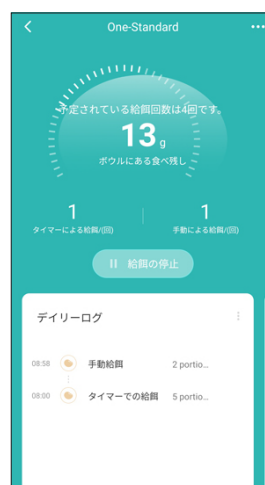 One-Standard
予定されている給餌回数は4回です。
13 g
ボウルにある食べ残し
1 1
タイマーによる給餌/(回) 手動による給餌/(回)
給餌の停止
デイリーログ
08:58 手動給餌 2 portio...
08:00 タイマーでの給餌 5 portio...